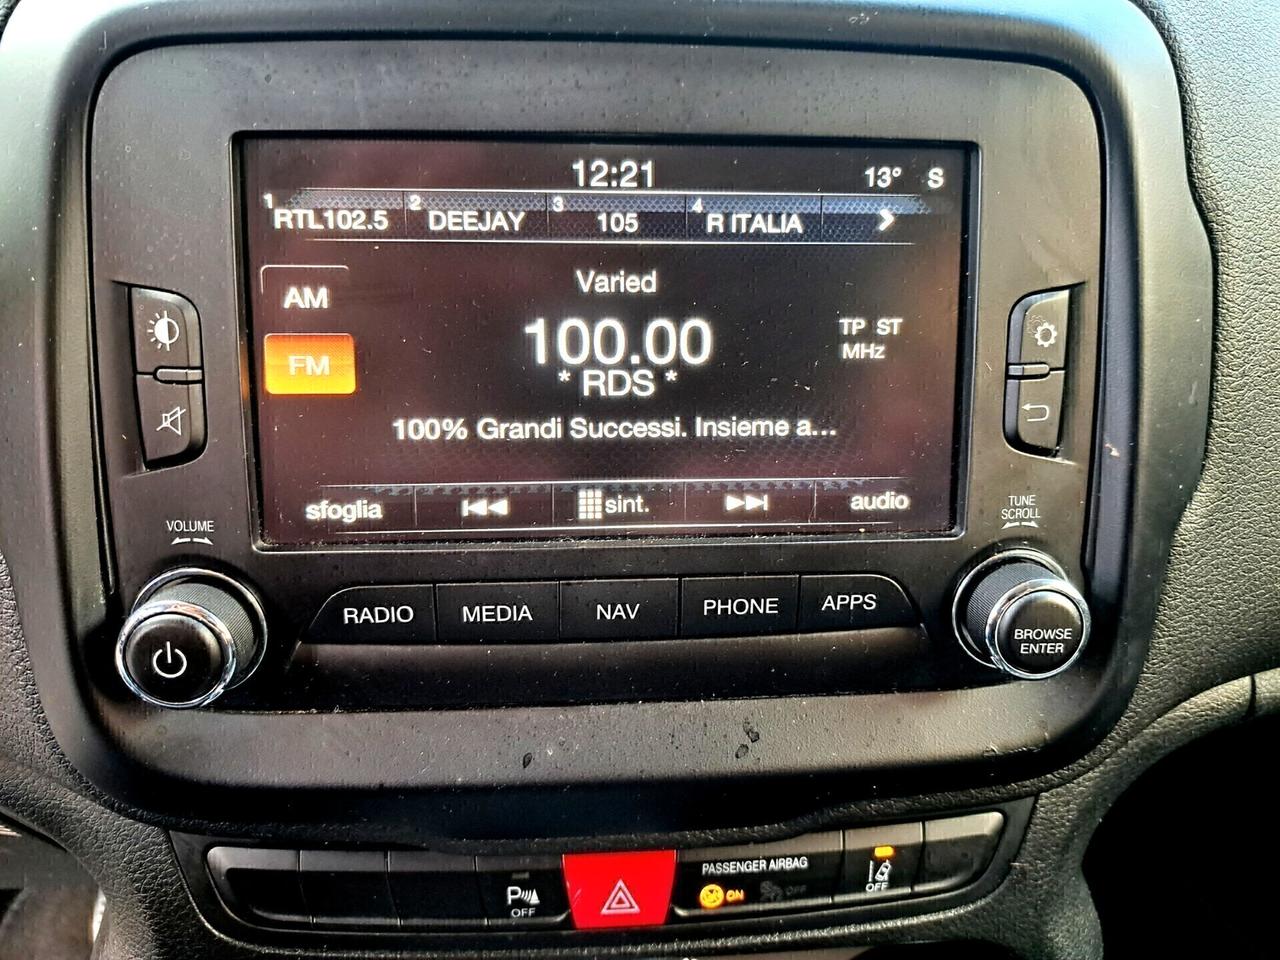 12:21 13° S
1 RTL102.5 2 DEEJAY 3 105 4 R ITALIA
AM
Varied
100.00
TP ST
MHz
FM
* RDS *
100% Grandi Successi. Insieme a...
sfoglia sint. audio
VOLUME
TUNE
SCROLL
RADIO MEDIA NAV PHONE APPS
BROWSE
ENTER
PASSENGER AIRBAG
P OFF
ON OFF
OFF